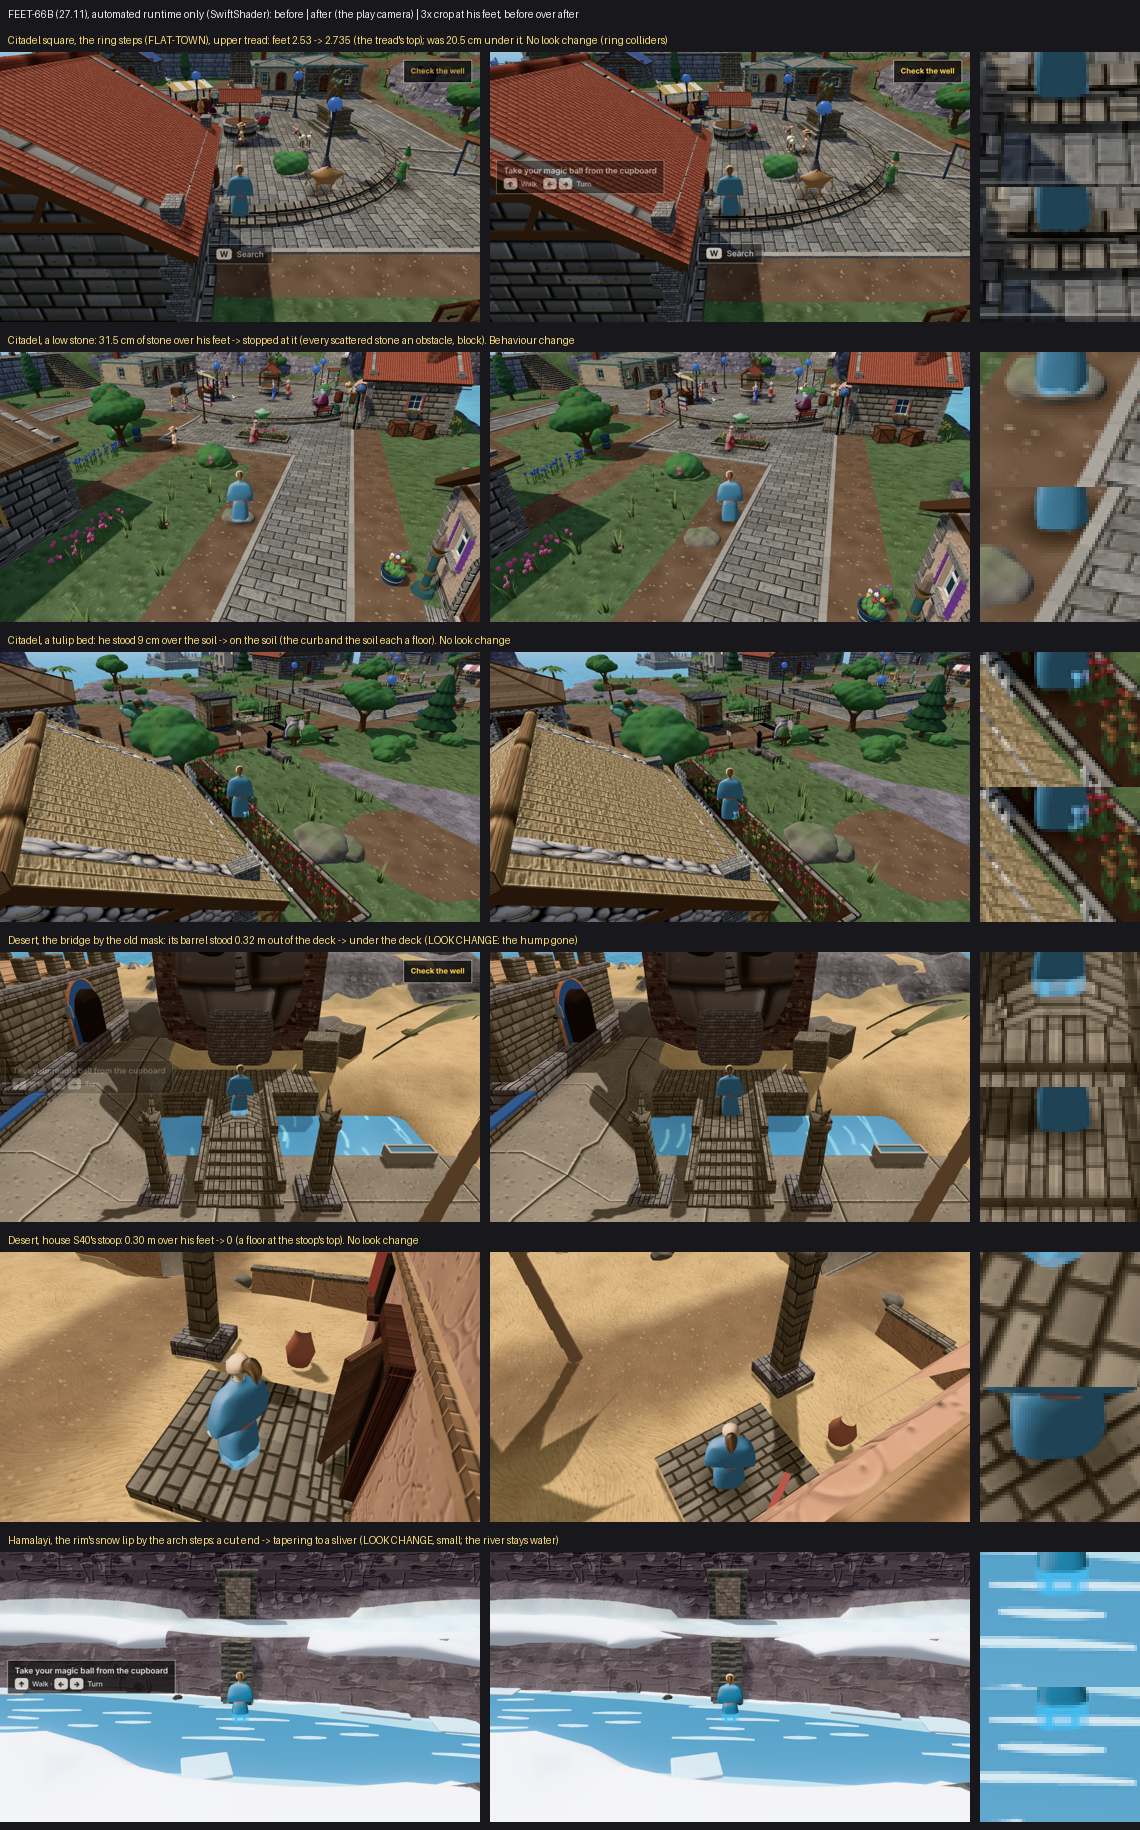 FEET-66B (27.11), automated runtime only (SwiftShader): before | after (the play camera) | 3x crop at his feet, before over after
Citadel square, the ring steps (FLAT-TOWN), upper tread: feet 2.53 -> 2.735 (the tread's top); was 20.5 cm under it. No look change (ring colliders)
Check the well
Check the well
Take your magic ball from the cupboard
Walk · Turn
W Search
W Search
Citadel, a low stone: 31.5 cm of stone over his feet -> stopped at it (every scattered stone an obstacle, block). Behaviour change
Citadel, a tulip bed: he stood 9 cm over the soil -> on the soil (the curb and the soil each a floor). No look change
Desert, the bridge by the old mask: its barrel stood 0.32 m out of the deck -> under the deck (LOOK CHANGE: the hump gone)
Check the well
Take your magic ball from the cupboard
Turn
Desert, house S40's stoop: 0.30 m over his feet -> 0 (a floor at the stoop's top). No look change
Hamalayi, the rim's snow lip by the arch steps: a cut end -> tapering to a sliver (LOOK CHANGE, small; the river stays water)
Take your magic ball from the cupboard
Walk · Turn